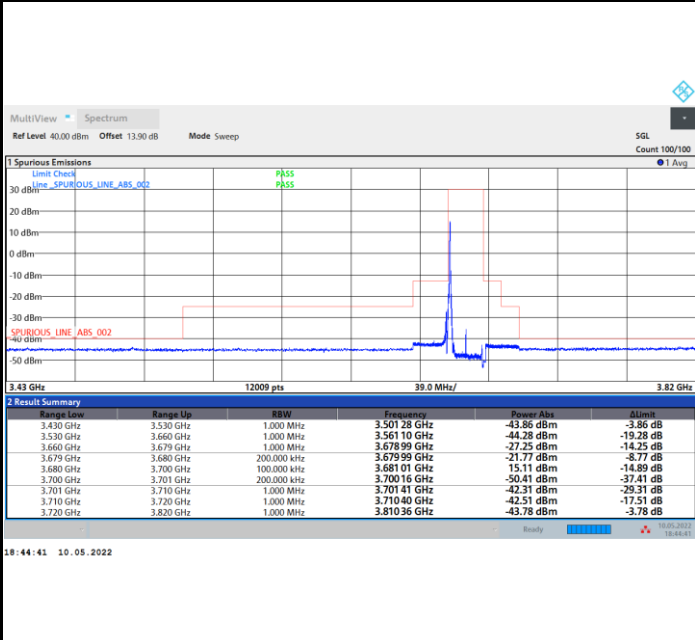 MultiView Spectrum
Ref Level 40.00 dBm Offset 13.90 dB Mode Sweep SGL
Count 100/100
1 Spurious Emissions 1 Avg
Limit Check PASS
Line _SPURIOUS_LINE_ABS_002 PASS
30 dBm
20 dBm
10 dBm
0 dBm
-10 dBm
-20 dBm
-30 dBm
_SPURIOUS_LINE_ABS_002
-40 dBm
-50 dBm
3.43 GHz 12009 pts 39.0 MHz/ 3.82 GHz
2 Result Summary
Range Low Range Up RBW Frequency Power Abs ΔLimit
3.430 GHz 3.530 GHz 1.000 MHz 3.501 28 GHz -43.86 dBm -3.86 dB
3.530 GHz 3.660 GHz 1.000 MHz 3.561 10 GHz -44.28 dBm -19.28 dB
3.660 GHz 3.679 GHz 1.000 MHz 3.678 99 GHz -27.25 dBm -14.25 dB
3.679 GHz 3.680 GHz 200.000 kHz 3.679 99 GHz -21.77 dBm -8.77 dB
3.680 GHz 3.700 GHz 100.000 kHz 3.681 01 GHz 15.11 dBm -14.89 dB
3.700 GHz 3.701 GHz 200.000 kHz 3.700 16 GHz -50.41 dBm -37.41 dB
3.701 GHz 3.710 GHz 1.000 MHz 3.701 41 GHz -42.31 dBm -29.31 dB
3.710 GHz 3.720 GHz 1.000 MHz 3.710 40 GHz -42.51 dBm -17.51 dB
3.720 GHz 3.820 GHz 1.000 MHz 3.810 36 GHz -43.78 dBm -3.78 dB
Ready 10.05.2022
18:44:41
18:44:41 10.05.2022